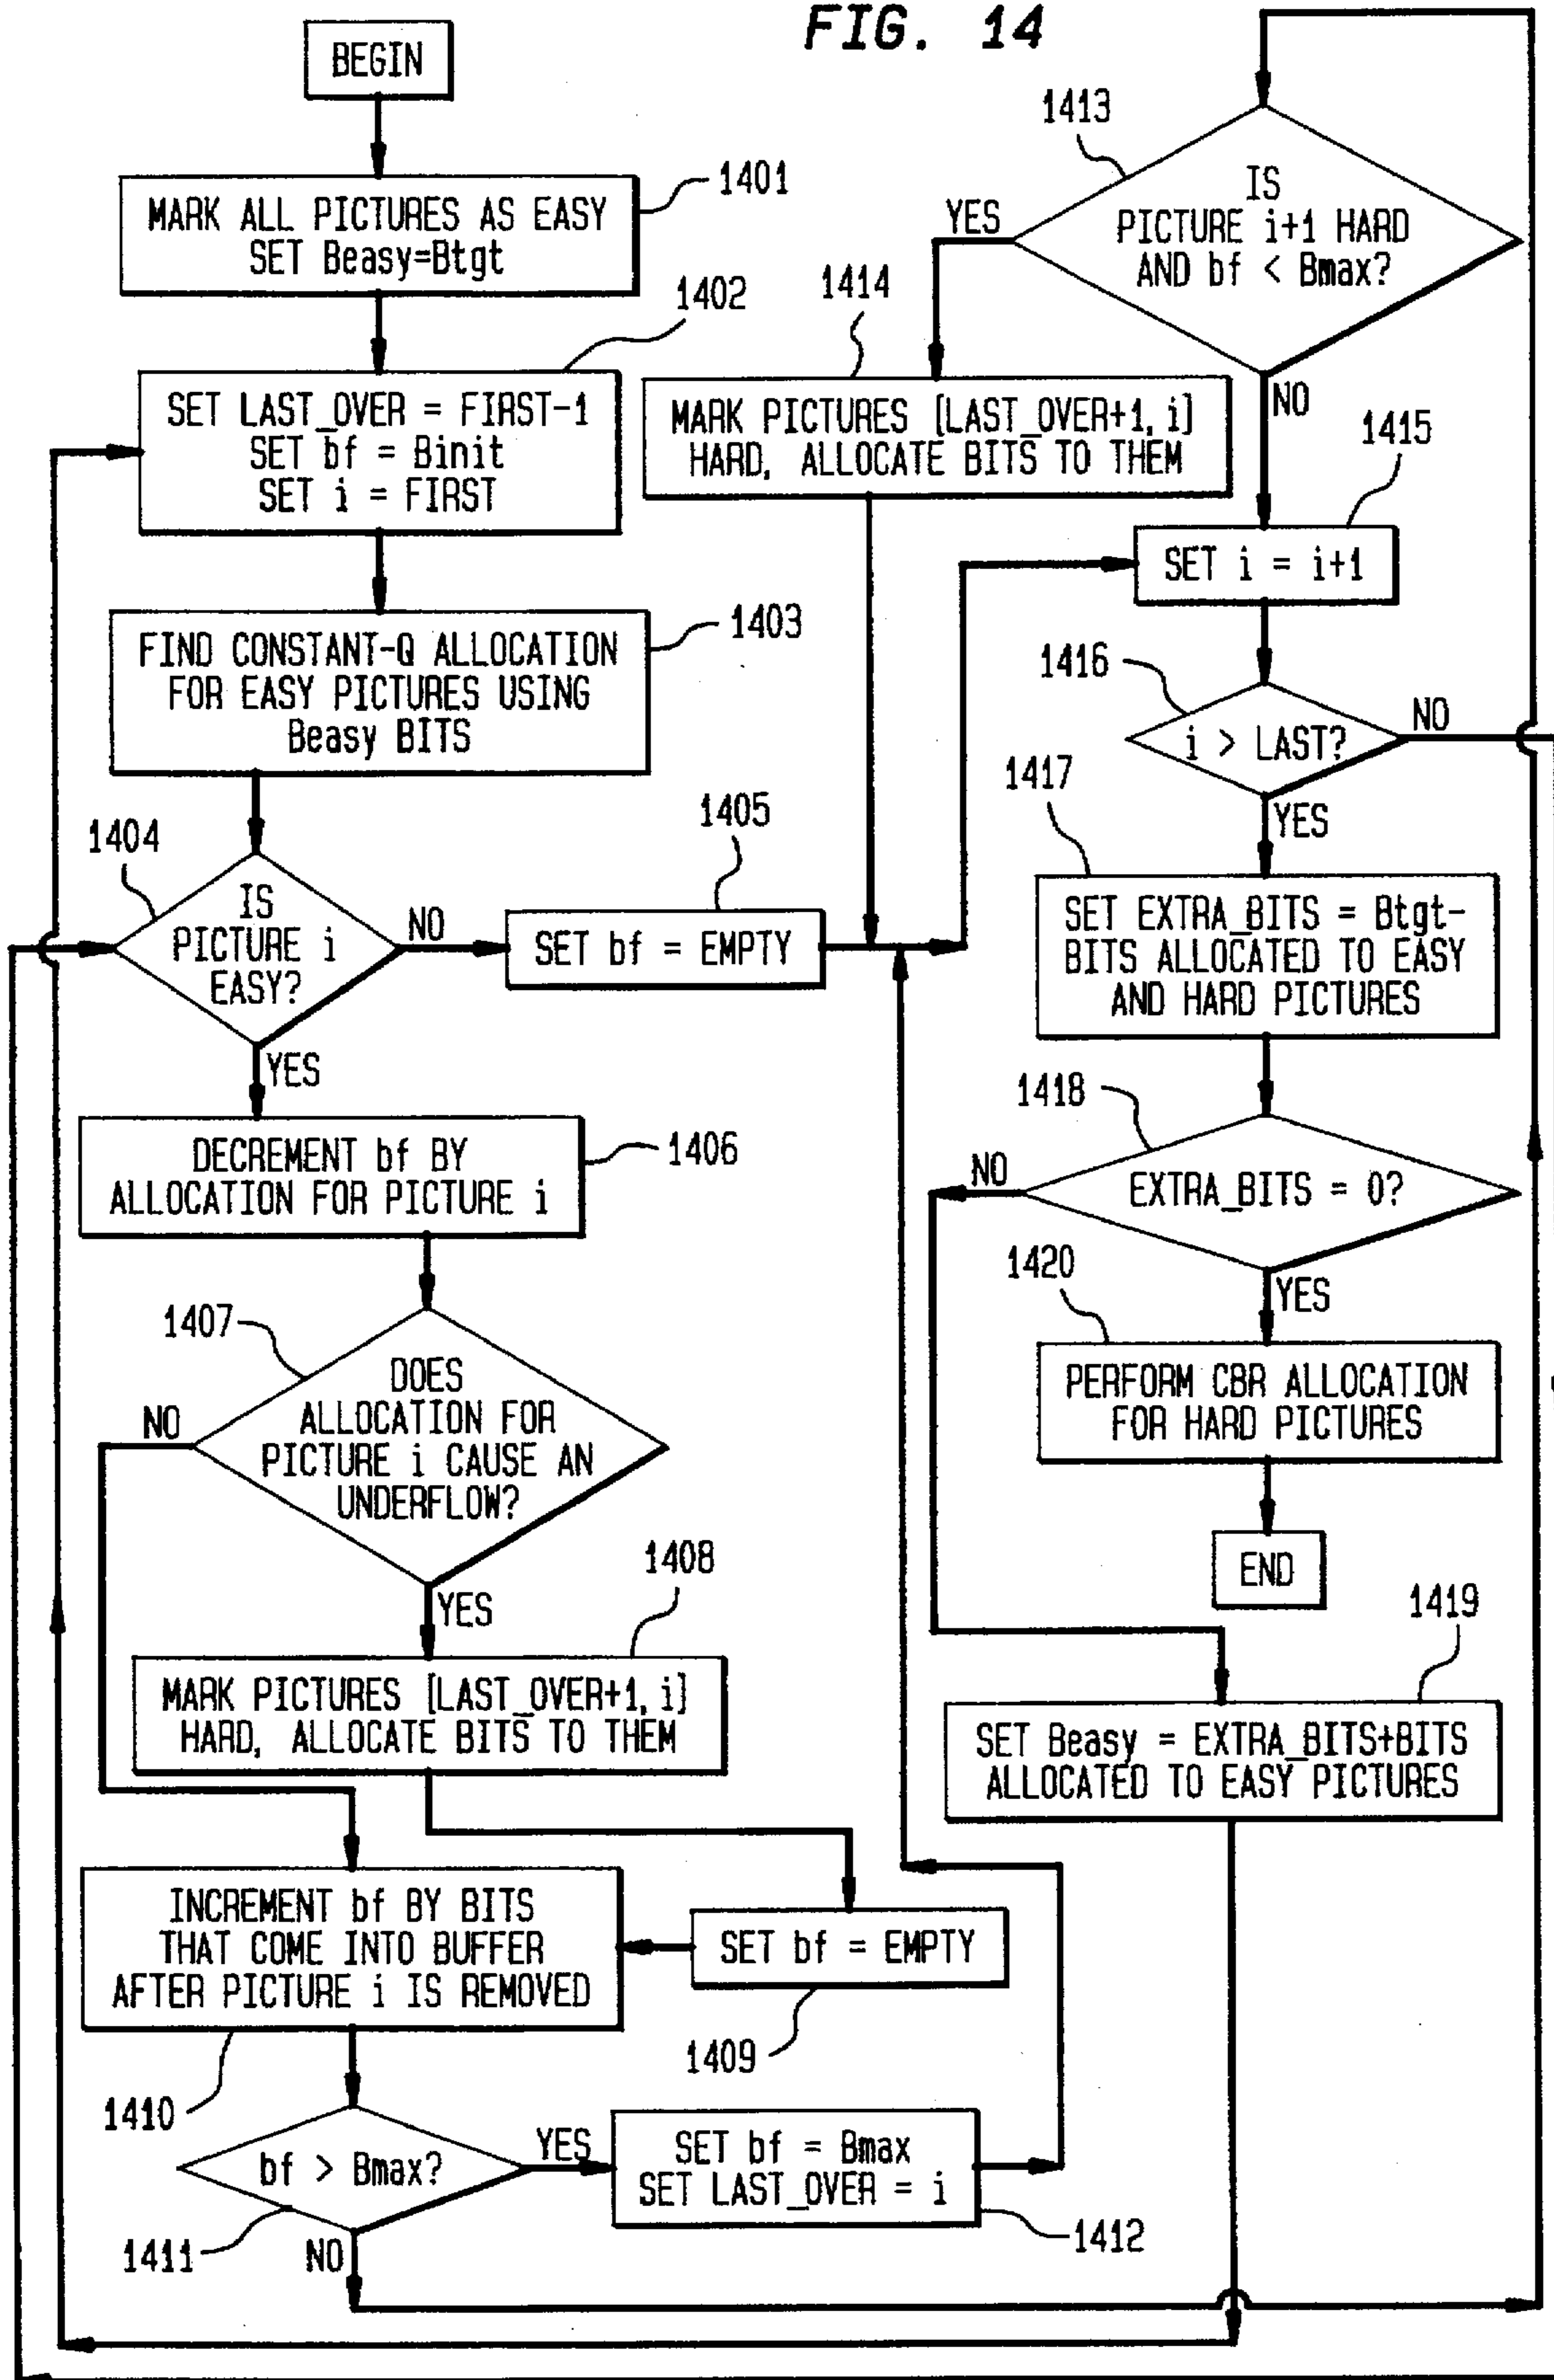 FIG. 14
BEGIN
1401
MARK ALL PICTURES AS EASY
SET Beasy=Btgt
1402
SET LAST_OVER = FIRST-1
SET bf = Binit
SET i = FIRST
1403
FIND CONSTANT-Q ALLOCATION
FOR EASY PICTURES USING
Beasy BITS
1404
IS
PICTURE i
EASY?
NO
YES
1405
SET bf = EMPTY
DECREMENT bf BY
ALLOCATION FOR PICTURE i
1406
1407
DOES
ALLOCATION FOR
PICTURE i CAUSE AN
UNDERFLOW?
NO
YES
1408
MARK PICTURES [LAST_OVER+1, i]
HARD, ALLOCATE BITS TO THEM
SET bf = EMPTY
1409
INCREMENT bf BY BITS
THAT COME INTO BUFFER
AFTER PICTURE i IS REMOVED
1410
bf > Bmax?
YES
NO
1411
SET bf = Bmax
SET LAST_OVER = i
1412
1413
IS
PICTURE i+1 HARD
AND bf < Bmax?
YES
NO
1414
MARK PICTURES [LAST_OVER+1, i]
HARD, ALLOCATE BITS TO THEM
1415
SET i = i+1
1416
i > LAST?
NO
YES
1417
SET EXTRA_BITS = Btgt-
BITS ALLOCATED TO EASY
AND HARD PICTURES
1418
EXTRA_BITS = 0?
NO
YES
1420
PERFORM CBR ALLOCATION
FOR HARD PICTURES
END
1419
SET Beasy = EXTRA_BITS+BITS
ALLOCATED TO EASY PICTURES